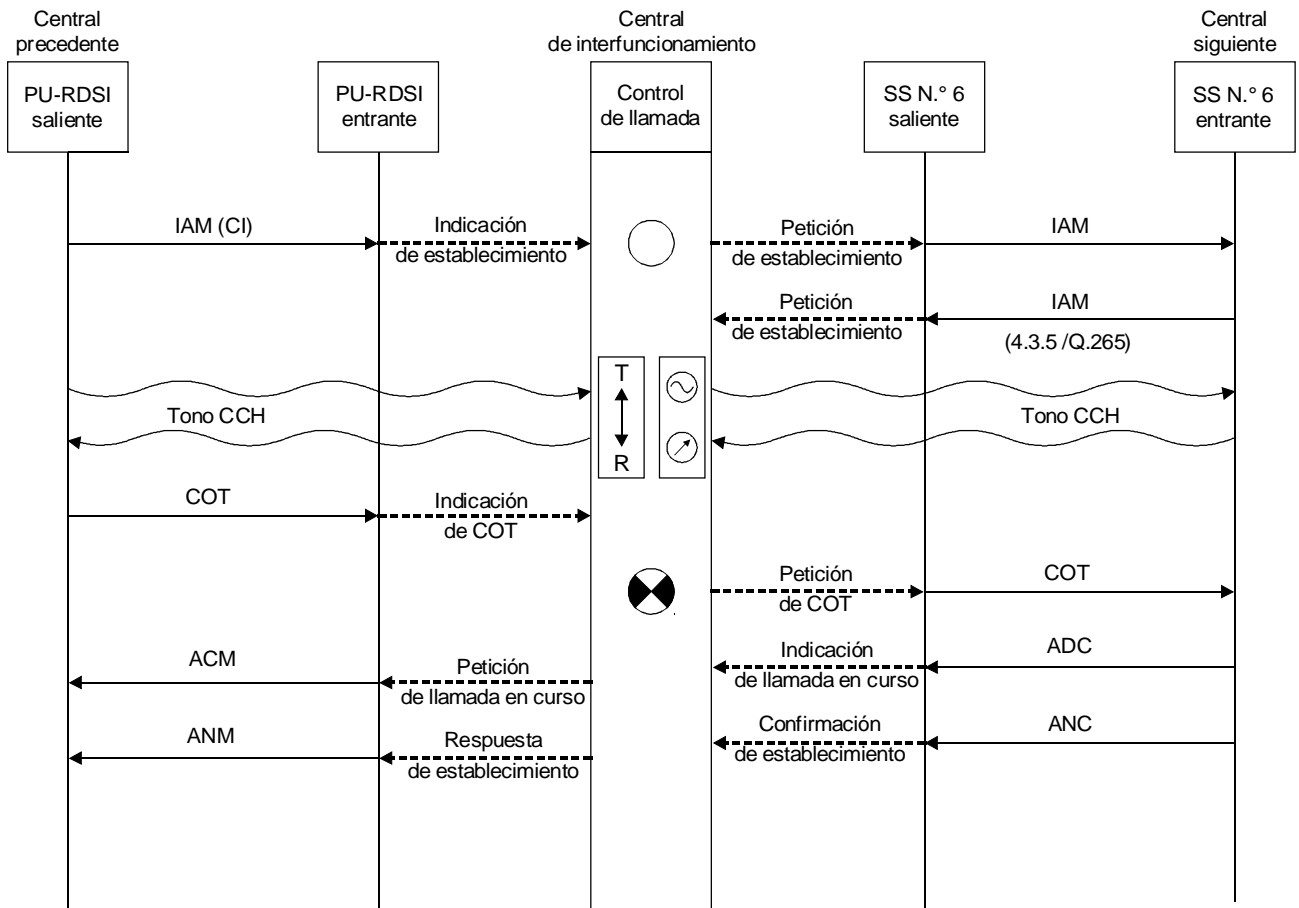 Central
precedente
Central
de interfuncionamiento
Central
siguiente
PU-RDSI
saliente
PU-RDSI
entrante
Control
de llamada
SS N.° 6
saliente
SS N.° 6
entrante
IAM (CI)
Indicación
de establecimiento
Petición
de establecimiento
IAM
Petición
de establecimiento
IAM
(4.3.5 /Q.265)
T
R
Tono CCH
Tono CCH
COT
Indicación
de COT
Petición
de COT
COT
ACM
Petición
de llamada en curso
Indicación
de llamada en curso
ADC
ANM
Respuesta
de establecimiento
Confirmación
de establecimiento
ANC